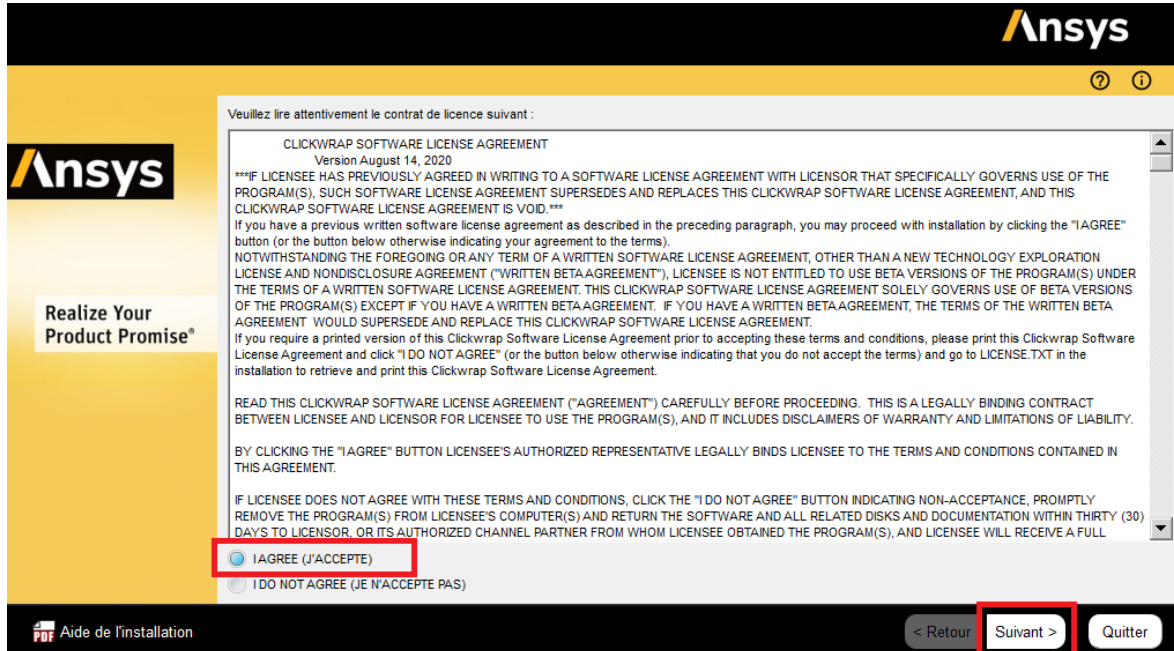 Ansys
Veuillez lire attentivement le contrat de licence suivant :
CLICKWRAP SOFTWARE LICENSE AGREEMENT
Version August 14, 2020
***IF LICENSEE HAS PREVIOUSLY AGREED IN WRITING TO A SOFTWARE LICENSE AGREEMENT WITH LICENSOR THAT SPECIFICALLY GOVERNS USE OF THE
PROGRAM(S), SUCH SOFTWARE LICENSE AGREEMENT SUPERSEDES AND REPLACES THIS CLICKWRAP SOFTWARE LICENSE AGREEMENT, AND THIS
CLICKWRAP SOFTWARE LICENSE AGREEMENT IS VOID.***
If you have a previous written software license agreement as described in the preceding paragraph, you may proceed with installation by clicking the "I AGREE"
button (or the button below otherwise indicating your agreement to the terms).
NOTWITHSTANDING THE FOREGOING OR ANY TERM OF A WRITTEN SOFTWARE LICENSE AGREEMENT, OTHER THAN A NEW TECHNOLOGY EXPLORATION
LICENSE AND NONDISCLOSURE AGREEMENT ("WRITTEN BETA AGREEMENT"), LICENSEE IS NOT ENTITLED TO USE BETA VERSIONS OF THE PROGRAM(S) UNDER
THE TERMS OF A WRITTEN SOFTWARE LICENSE AGREEMENT. THIS CLICKWRAP SOFTWARE LICENSE AGREEMENT SOLELY GOVERNS USE OF BETA VERSIONS
OF THE PROGRAM(S) EXCEPT IF YOU HAVE A WRITTEN BETA AGREEMENT. IF YOU HAVE A WRITTEN BETA AGREEMENT, THE TERMS OF THE WRITTEN BETA
AGREEMENT WOULD SUPERSEDE AND REPLACE THIS CLICKWRAP SOFTWARE LICENSE AGREEMENT.
If you require a printed version of this Clickwrap Software License Agreement prior to accepting these terms and conditions, please print this Clickwrap Software
License Agreement and click "I DO NOT AGREE" (or the button below otherwise indicating that you do not accept the terms) and go to LICENSE.TXT in the
installation to retrieve and print this Clickwrap Software License Agreement.
READ THIS CLICKWRAP SOFTWARE LICENSE AGREEMENT ("AGREEMENT") CAREFULLY BEFORE PROCEEDING. THIS IS A LEGALLY BINDING CONTRACT
BETWEEN LICENSEE AND LICENSOR FOR LICENSEE TO USE THE PROGRAM(S), AND IT INCLUDES DISCLAIMERS OF WARRANTY AND LIMITATIONS OF LIABILITY.
BY CLICKING THE "I AGREE" BUTTON LICENSEE'S AUTHORIZED REPRESENTATIVE LEGALLY BINDS LICENSEE TO THE TERMS AND CONDITIONS CONTAINED IN
THIS AGREEMENT.
IF LICENSEE DOES NOT AGREE WITH THESE TERMS AND CONDITIONS, CLICK THE "I DO NOT AGREE" BUTTON INDICATING NON-ACCEPTANCE, PROMPTLY
REMOVE THE PROGRAM(S) FROM LICENSEE'S COMPUTER(S) AND RETURN THE SOFTWARE AND ALL RELATED DISKS AND DOCUMENTATION WITHIN THIRTY (30)
DAYS TO LICENSOR, OR ITS AUTHORIZED CHANNEL PARTNER FROM WHOM LICENSEE OBTAINED THE PROGRAM(S), AND LICENSEE WILL RECEIVE A FULL
Ansys
Realize Your
Product Promise®
I AGREE (J'ACCEPTE)
I DO NOT AGREE (JE N'ACCEPTE PAS)
PDF Aide de l'installation
< Retour
Suivant >
Quitter